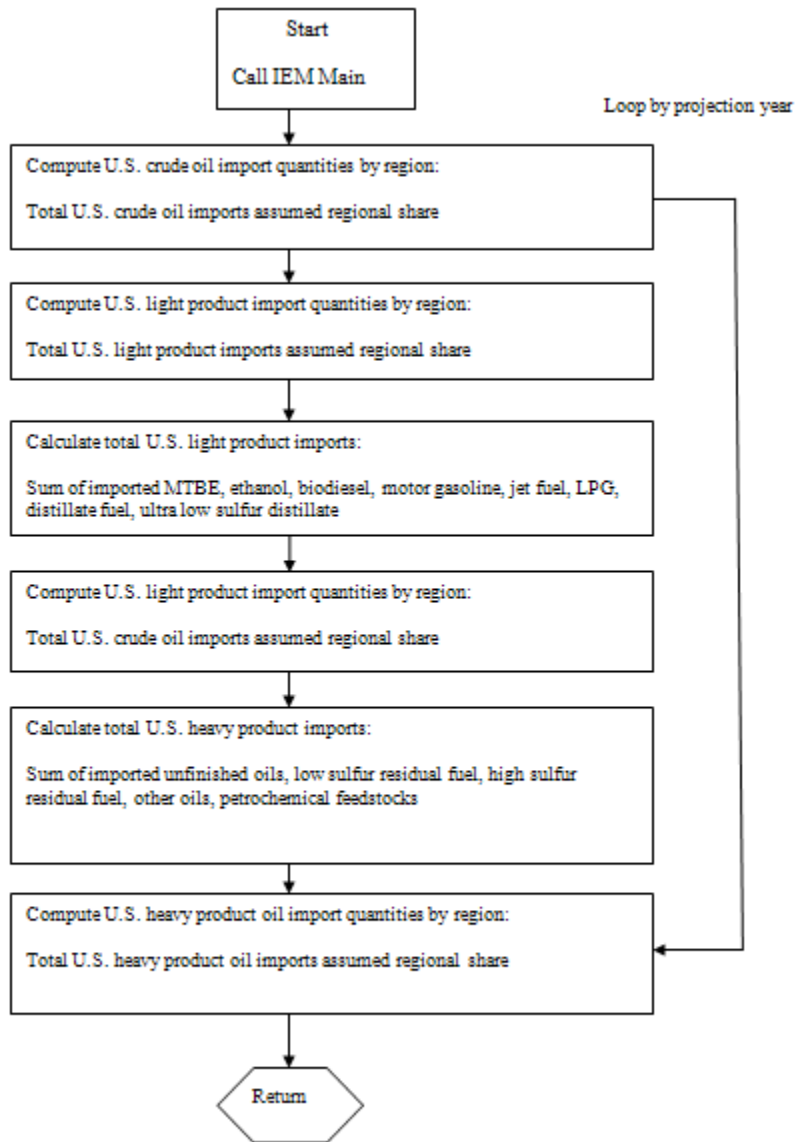 Start
Call IEM Main
Loop by projection year
Compute U.S. crude oil import quantities by region:
Total U.S. crude oil imports assumed regional share
Compute U.S. light product import quantities by region:
Total U.S. light product imports assumed regional share
Calculate total U.S. light product imports:
Sum of imported MTBE, ethanol, biodiesel, motor gasoline, jet fuel, LPG,
distillate fuel, ultra low sulfur distillate
Compute U.S. light product import quantities by region:
Total U.S. crude oil imports assumed regional share
Calculate total U.S. heavy product imports:
Sum of imported unfinished oils, low sulfur residual fuel, high sulfur
residual fuel, other oils, petrochemical feedstocks
Compute U.S. heavy product oil import quantities by region:
Total U.S. heavy product oil imports assumed regional share
Return